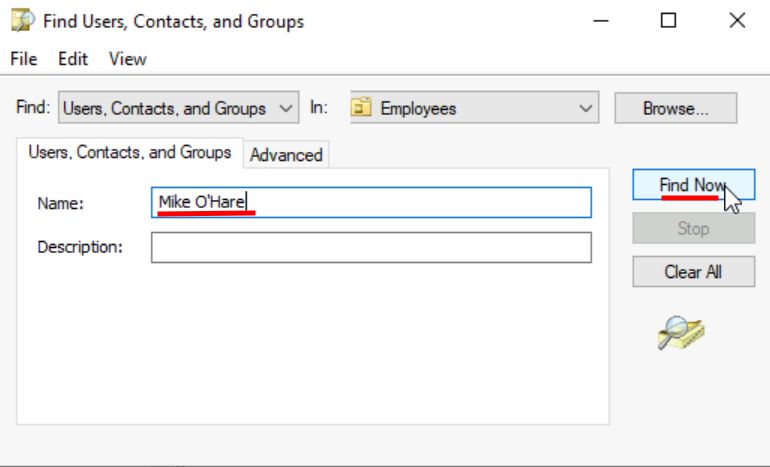 Find Users, Contacts, and Groups
File Edit View
Find: Users, Contacts, and Groups In: Employees Browse...
Users, Contacts, and Groups Advanced
Find Now
Name: Mike O'Hare
Stop
Description:
Clear All